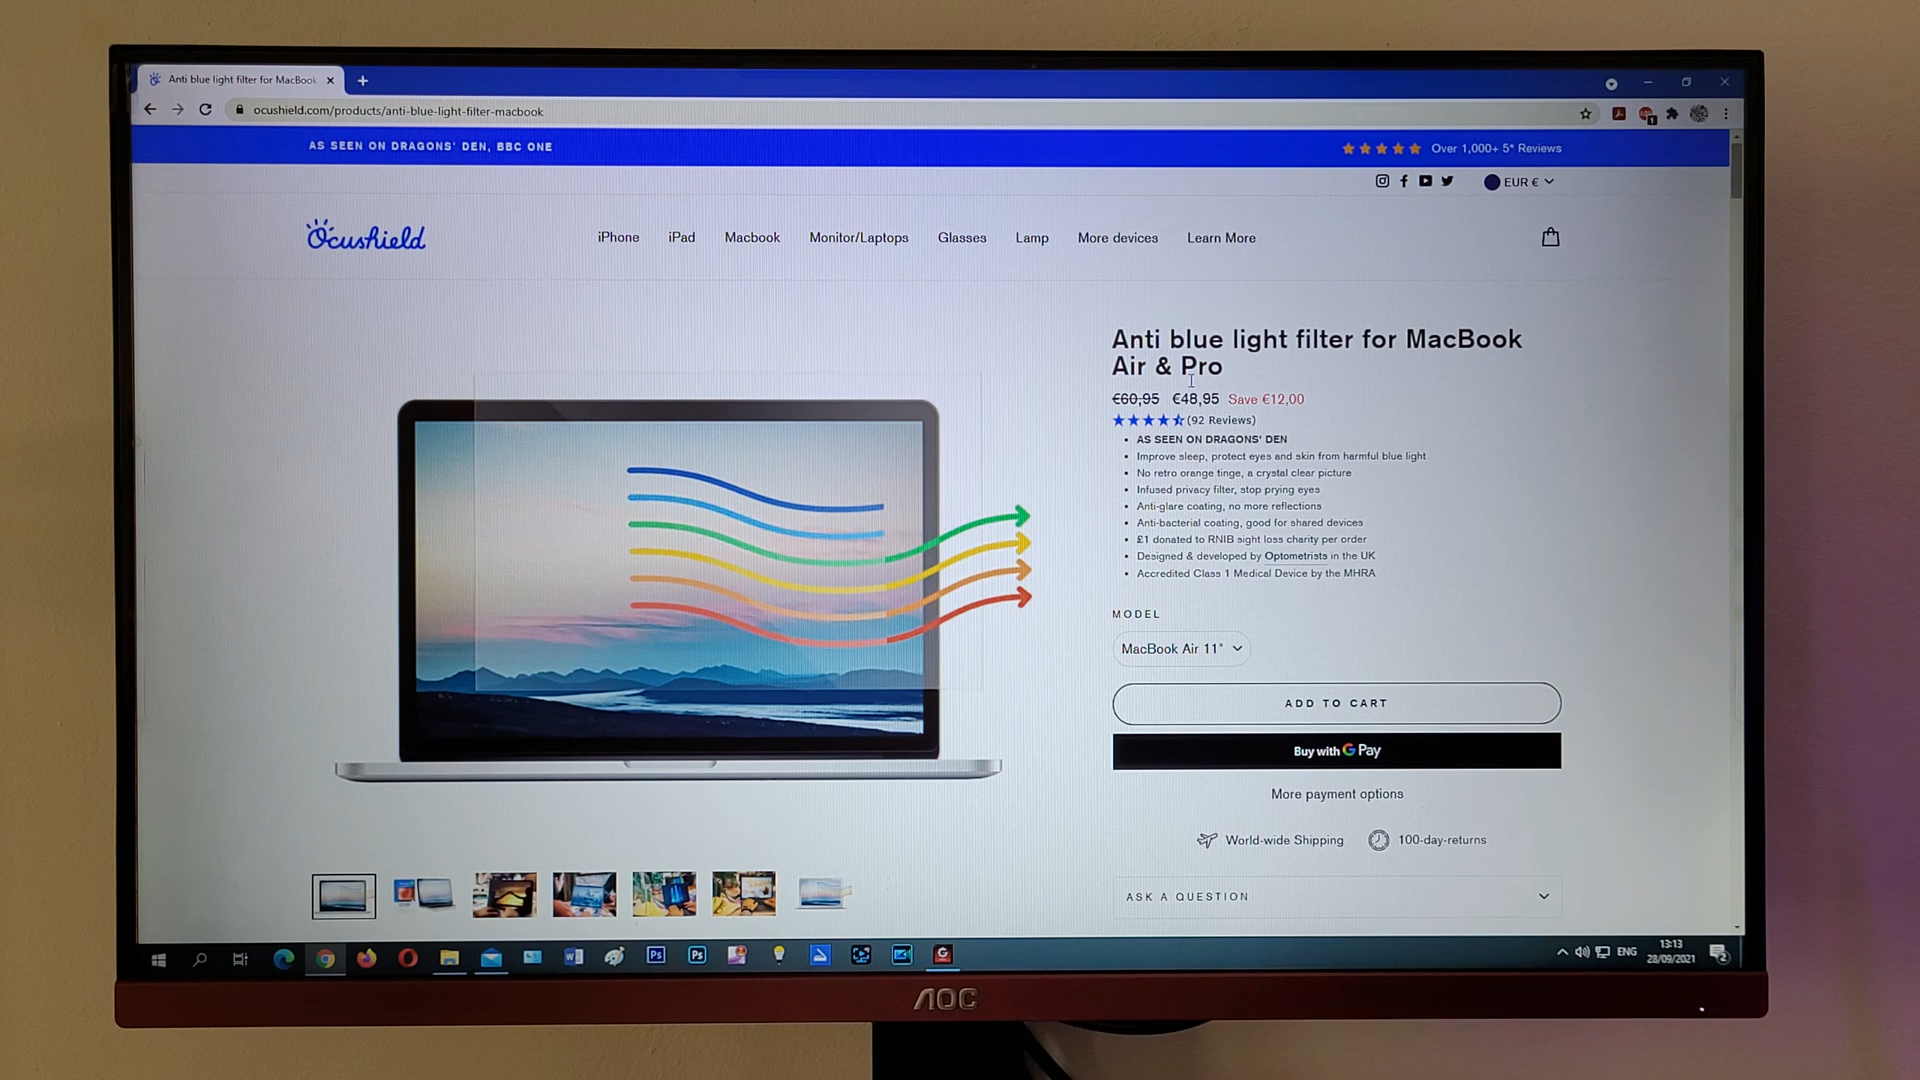 Anti blue light filter for MacBook
ocushield.com/products/anti-blue-light-filter-macbook
1
AS SEEN ON DRAGONS' DEN, BBC ONE
Over 1,000+ 5* Reviews
EUR €
Ocushield
iPhone iPad Macbook Monitor/Laptops Glasses Lamp More devices Learn More
Anti blue light filter for MacBook
Air & Pro
€60,95 €48,95 Save €12,00
(92 Reviews)
AS SEEN ON DRAGONS' DEN
Improve sleep, protect eyes and skin from harmful blue light
No retro orange tinge, a crystal clear picture
Infused privacy filter, stop prying eyes
Anti-glare coating, no more reflections
Anti-bacterial coating, good for shared devices
£1 donated to RNIB sight loss charity per order
Designed & developed by Optometrists in the UK
Accredited Class 1 Medical Device by the MHRA
MODEL
MacBook Air 11"
ADD TO CART
Buy with G Pay
More payment options
World-wide Shipping 100-day-returns
ASK A QUESTION
Ps Ps
ENG
13:13
28/09/2021
2
AOC